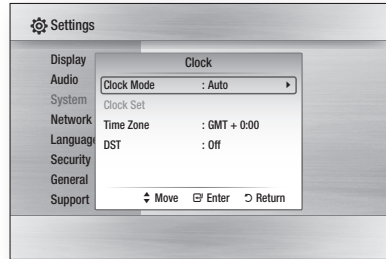 Settings
Display
Audio
System
Network
Language
Security
General
Support
Clock
Clock Mode : Auto
Clock Set
Time Zone : GMT + 0:00
DST : Off
Move Enter Return